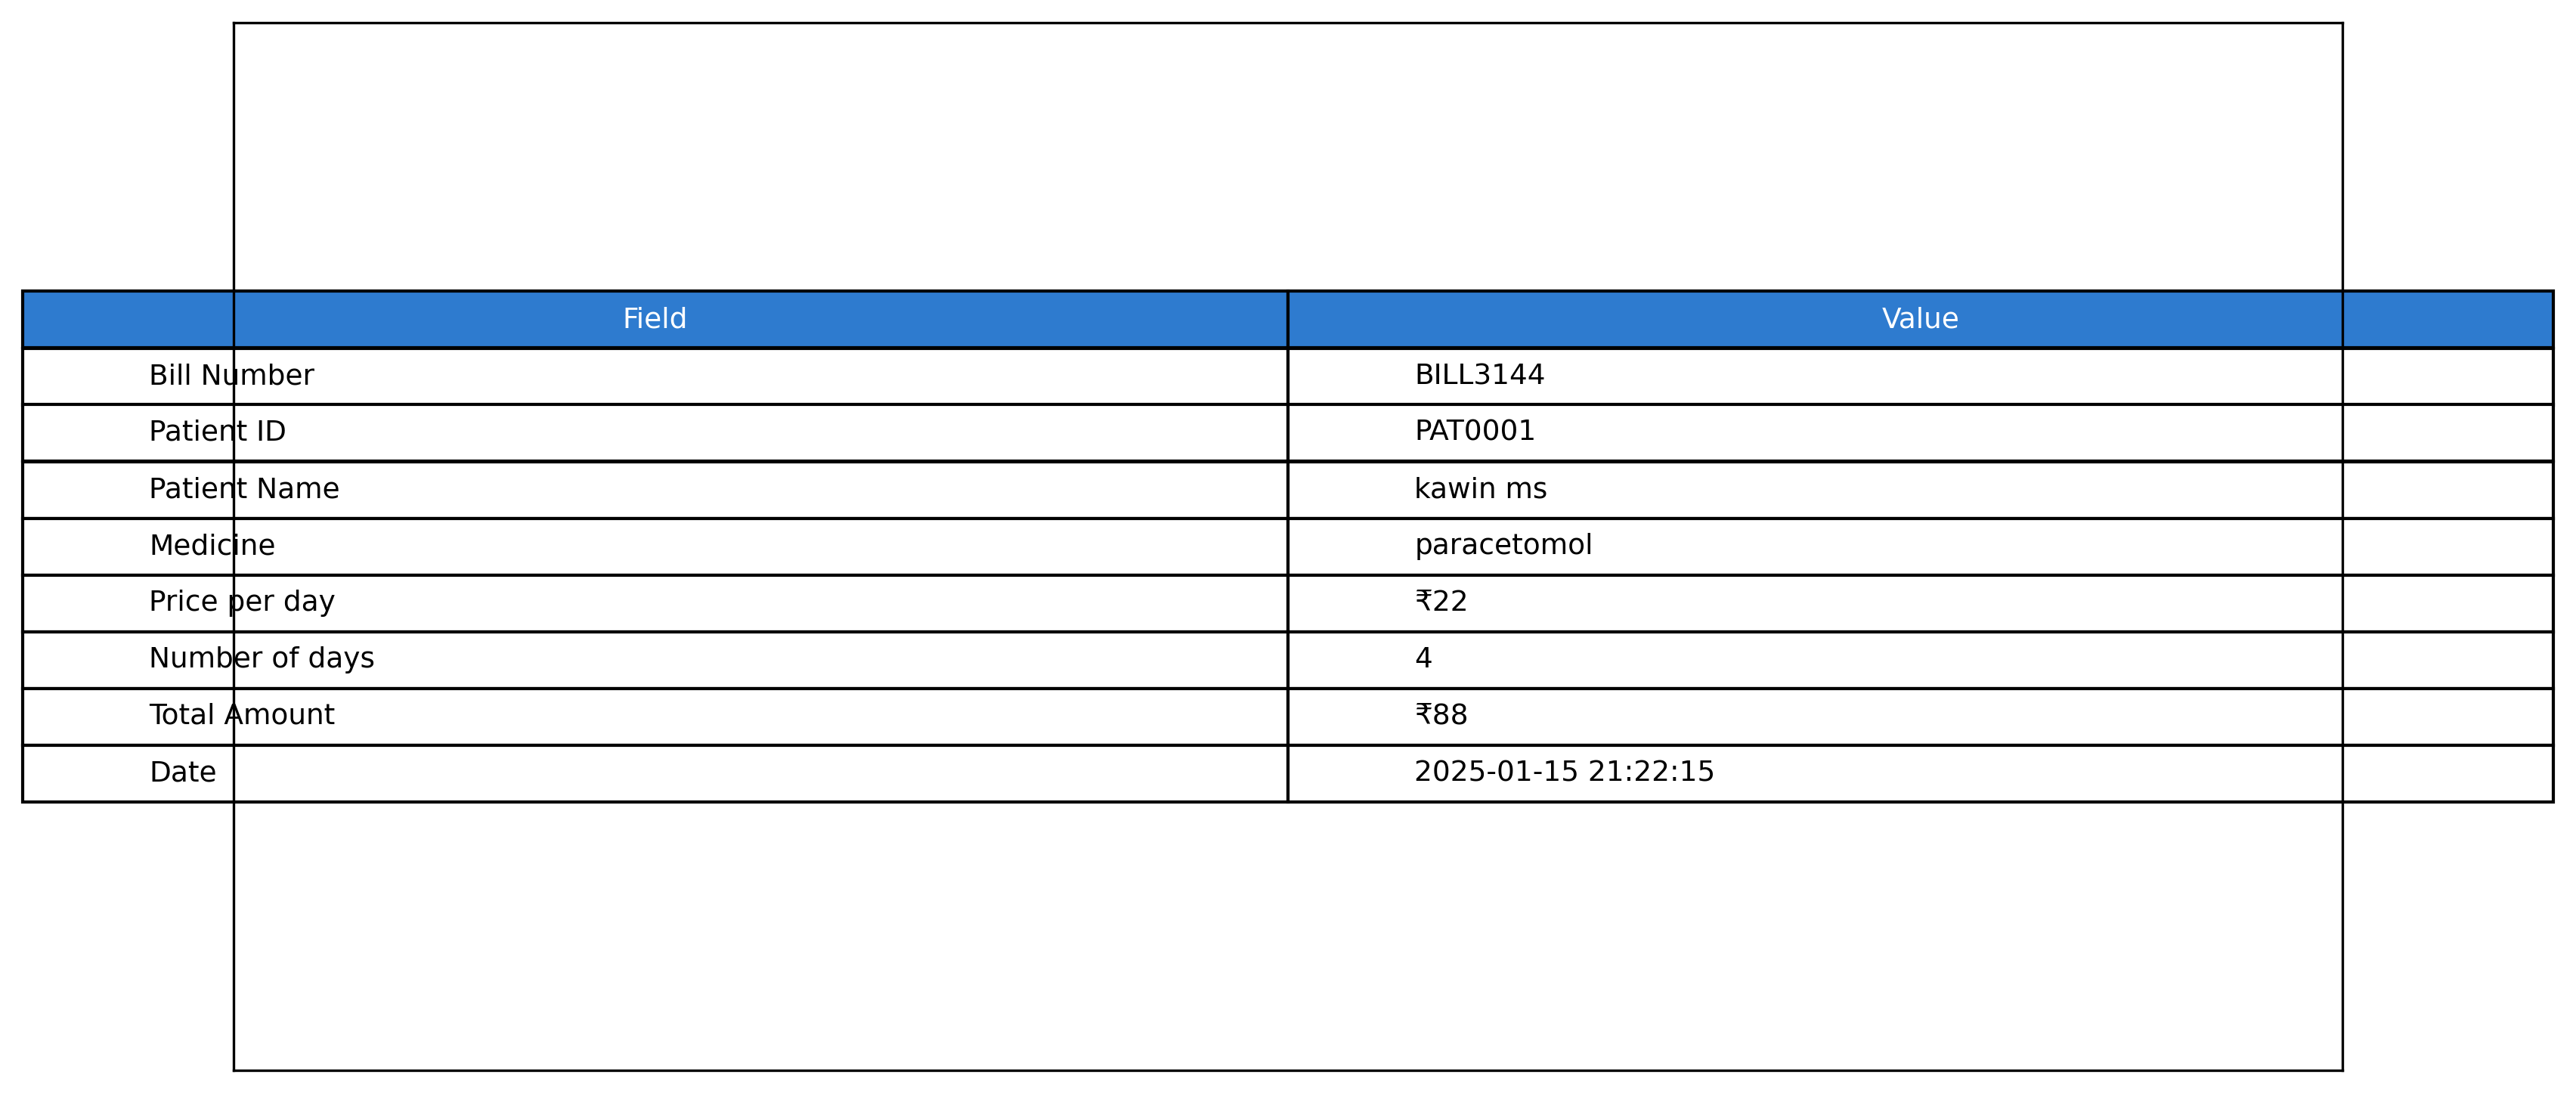 Field Value
Bill Number BILL3144
Patient ID PAT0001
Patient Name kawin ms
Medicine paracetomol
Price per day ₹22
Number of days 4
Total Amount ₹88
Date 2025-01-15 21:22:15